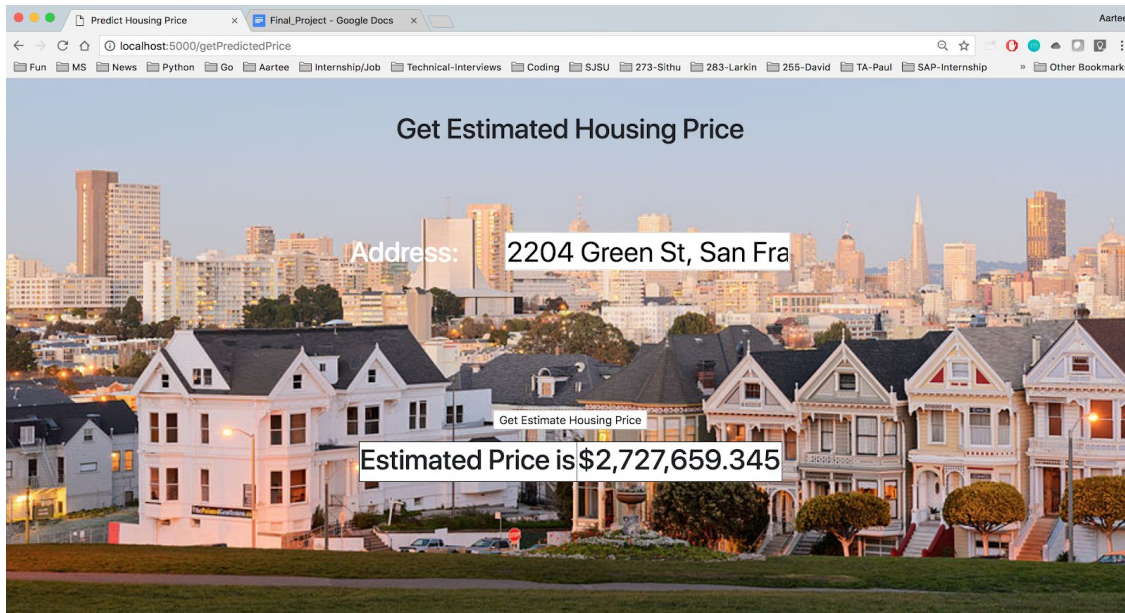 Predict Housing Price × Final_Project - Google Docs × Aartee
localhost:5000/getPredictedPrice
Fun MS News Python Go Aartee Internship/Job Technical-Interviews Coding SJSU 273-Sithu 283-Larkin 255-David TA-Paul SAP-Internship » Other Bookmark
Get Estimated Housing Price
Address: 2204 Green St, San Fra
Get Estimate Housing Price
Estimated Price is $2,727,659.345